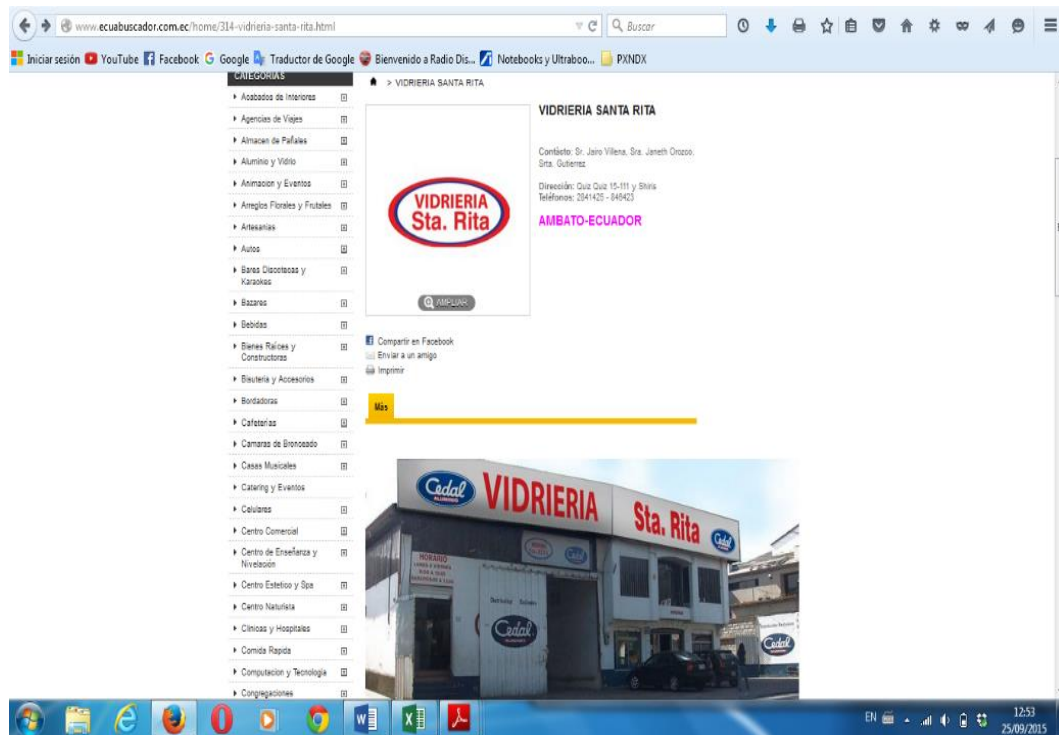 www.ecuabuscador.com.ec/home/314-vidrieria-santa-rita.html
Buscar
Iniciar sesión
YouTube
Facebook
Google
Traductor de Google
Bienvenido a Radio Dis...
Notebooks y Ultraboo...
PXNDX
CATEGORIAS
Acabados de Interiores
Agencias de Viajes
Almacen de Pañales
Aluminio y Vidrio
Animacion y Eventos
Arreglos Florales y Frutales
Artesanias
Autos
Bares Discotecas y
Karaokes
Bazares
Bebidas
Bienes Raices y
Constructoras
Bisuteria y Accesorios
Bordadoras
Cafeterias
Camaras de Bronceado
Casas Musicales
Catering y Eventos
Celulares
Centro Comercial
Centro de Enseñanza y
Nivelación
Centro Estetico y Spa
Centro Naturista
Clinicas y Hospitales
Comida Rapida
Computacion y Tecnología
Congregaciones
> VIDRIERIA SANTA RITA
VIDRIERIA
Sta. Rita
AMPLIAR
VIDRIERIA SANTA RITA
Contacto: Sr. Jairo Villena, Sra. Janeth Orozco,
Srta. Gutierrez
Dirección: Quiz Quiz 15-111 y Shiris
Teléfonos: 2841425 - 846423
AMBATO-ECUADOR
Compartir en Facebook
Enviar a un amigo
Imprimir
Más
Cedal
VIDRIERIA
Sta. Rita
Cedal
HORARIO
Cedal
Cedal
EN
12:53
25/09/2015